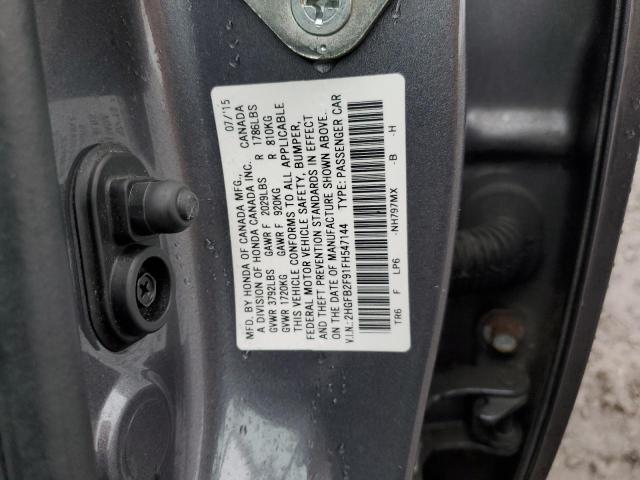 MFD. BY HONDA OF CANADA MFG., 07/'15
A DIVISION OF HONDA CANADA INC. CANADA
GVWR 3792LBS GAWR F 2029LBS R 1786LBS
GVWR 1720KG GAWR F 920KG R 810KG
THIS VEHICLE CONFORMS TO ALL APPLICABLE
FEDERAL MOTOR VEHICLE SAFETY, BUMPER,
AND THEFT PREVENTION STANDARDS IN EFFECT
ON THE DATE OF MANUFACTURE SHOWN ABOVE.
V.I.N.:2HGFB2F91FH547144 TYPE: PASSENGER CAR
TR6 F LP6 -NH797MX -B -H